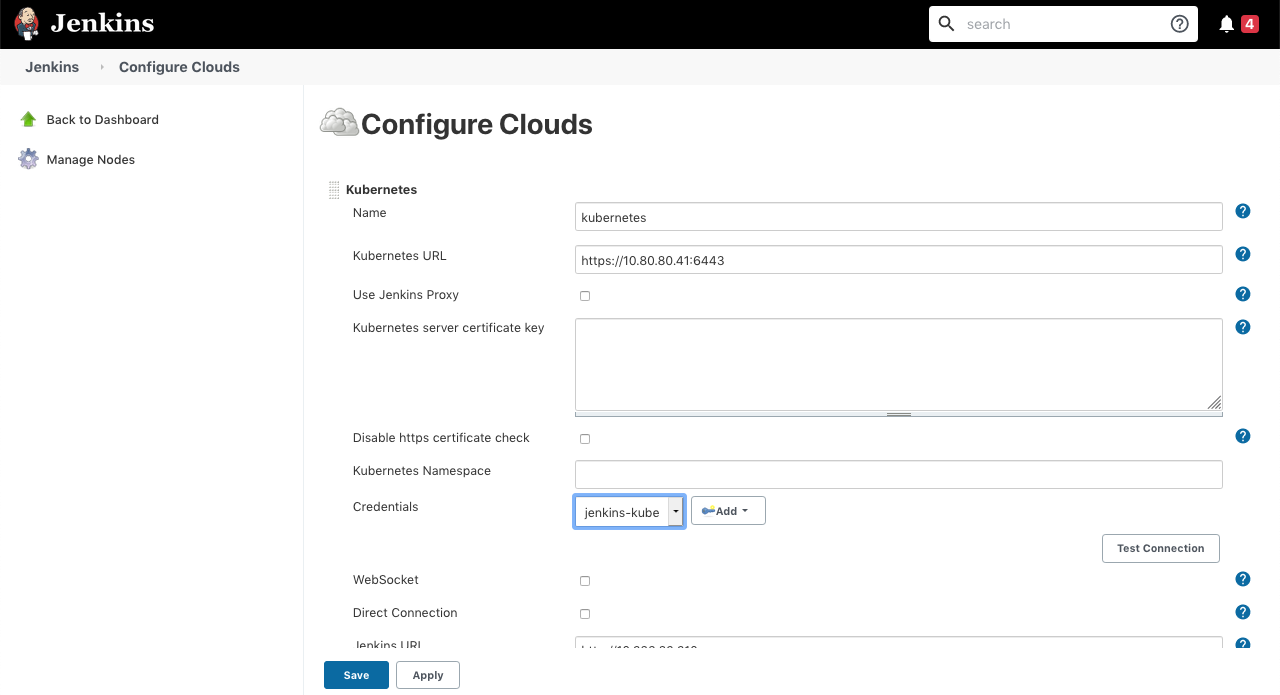 Jenkins
search
4
Jenkins
Configure Clouds
Back to Dashboard
Manage Nodes
Configure Clouds
Kubernetes
Name
kubernetes
Kubernetes URL
https://10.80.80.41:6443
Use Jenkins Proxy
Kubernetes server certificate key
Disable https certificate check
Kubernetes Namespace
Credentials
jenkins-kube
Add
Test Connection
WebSocket
Direct Connection
Jenkins URL
Save
Apply